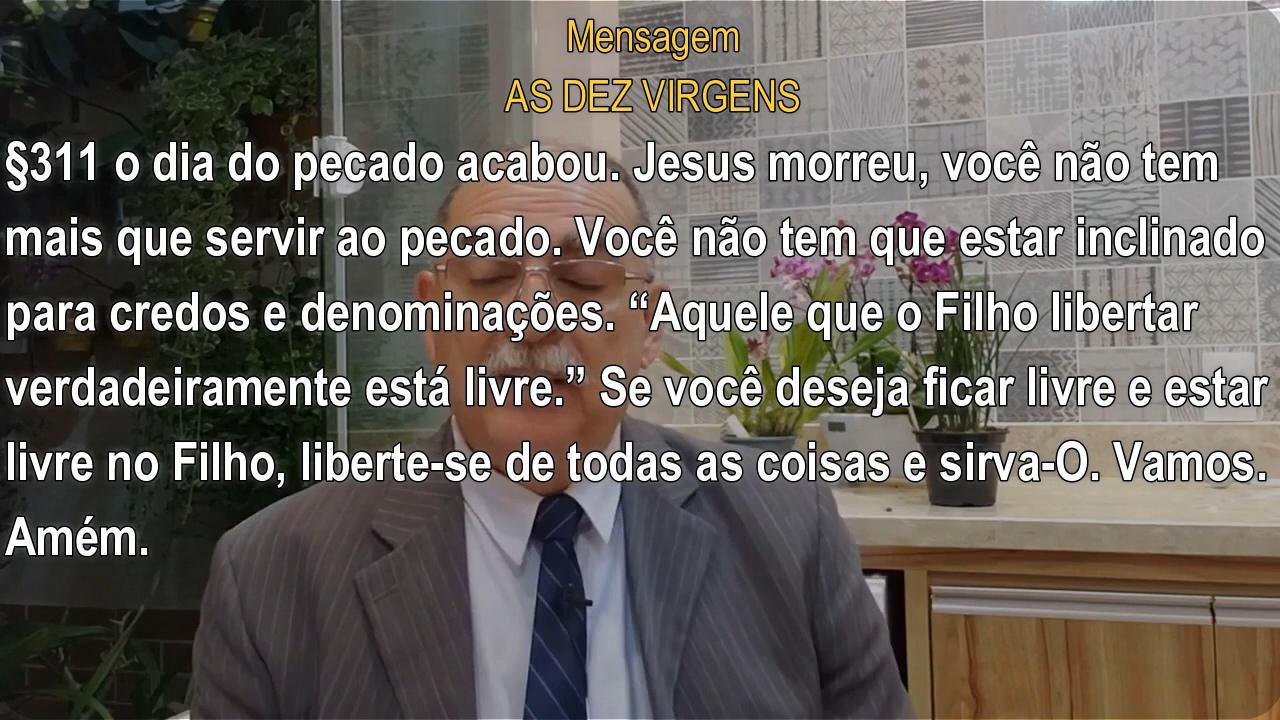 Mensagem
AS DEZ VIRGENS
§311 o dia do pecado acabou. Jesus morreu, você não tem
mais que servir ao pecado. Você não tem que estar inclinado
para credos e denominações. “Aquele que o Filho libertar
verdadeiramente está livre.” Se você deseja ficar livre e estar
livre no Filho, liberte-se de todas as coisas e sirva-O. Vamos.
Amém.